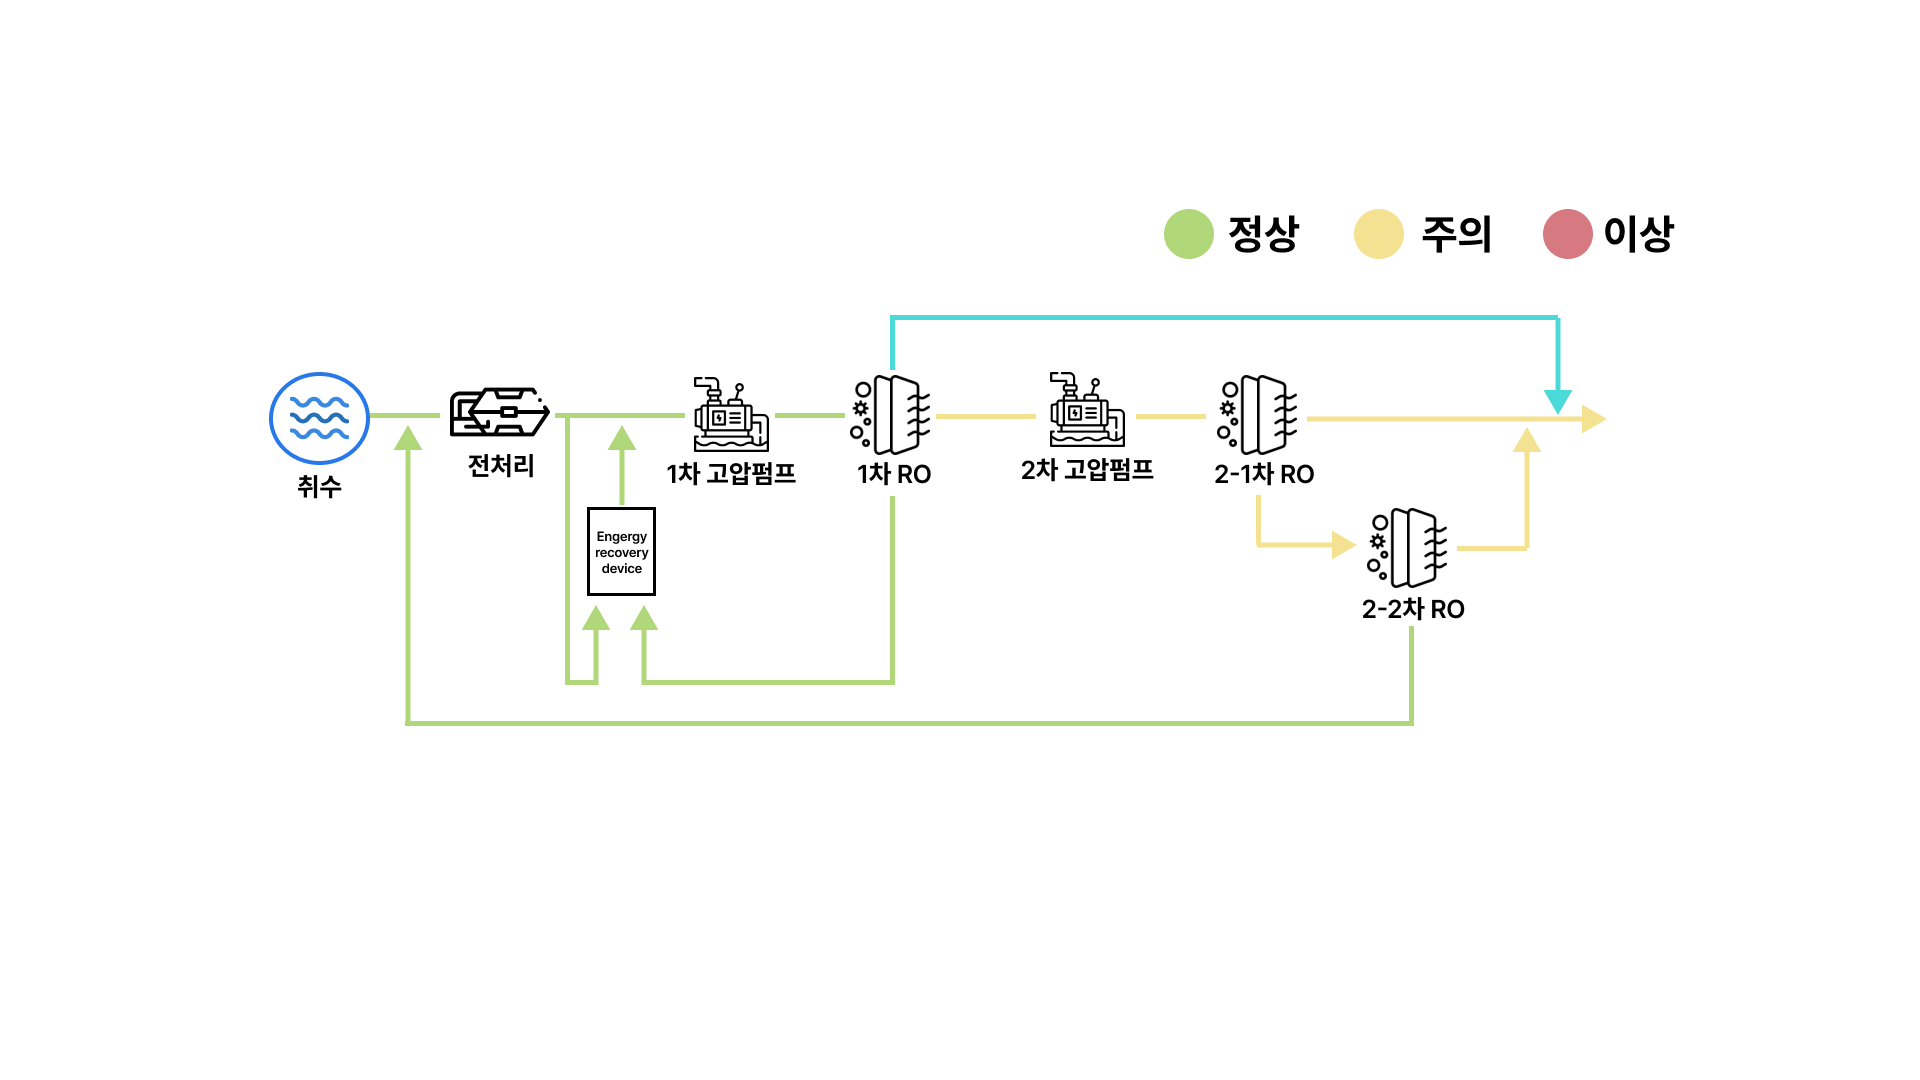 정상
주의
이상
취수
전처리
1차 고압펌프
1차 RO
2차 고압펌프
2-1차 RO
Engergy
recovery
device
2-2차 RO